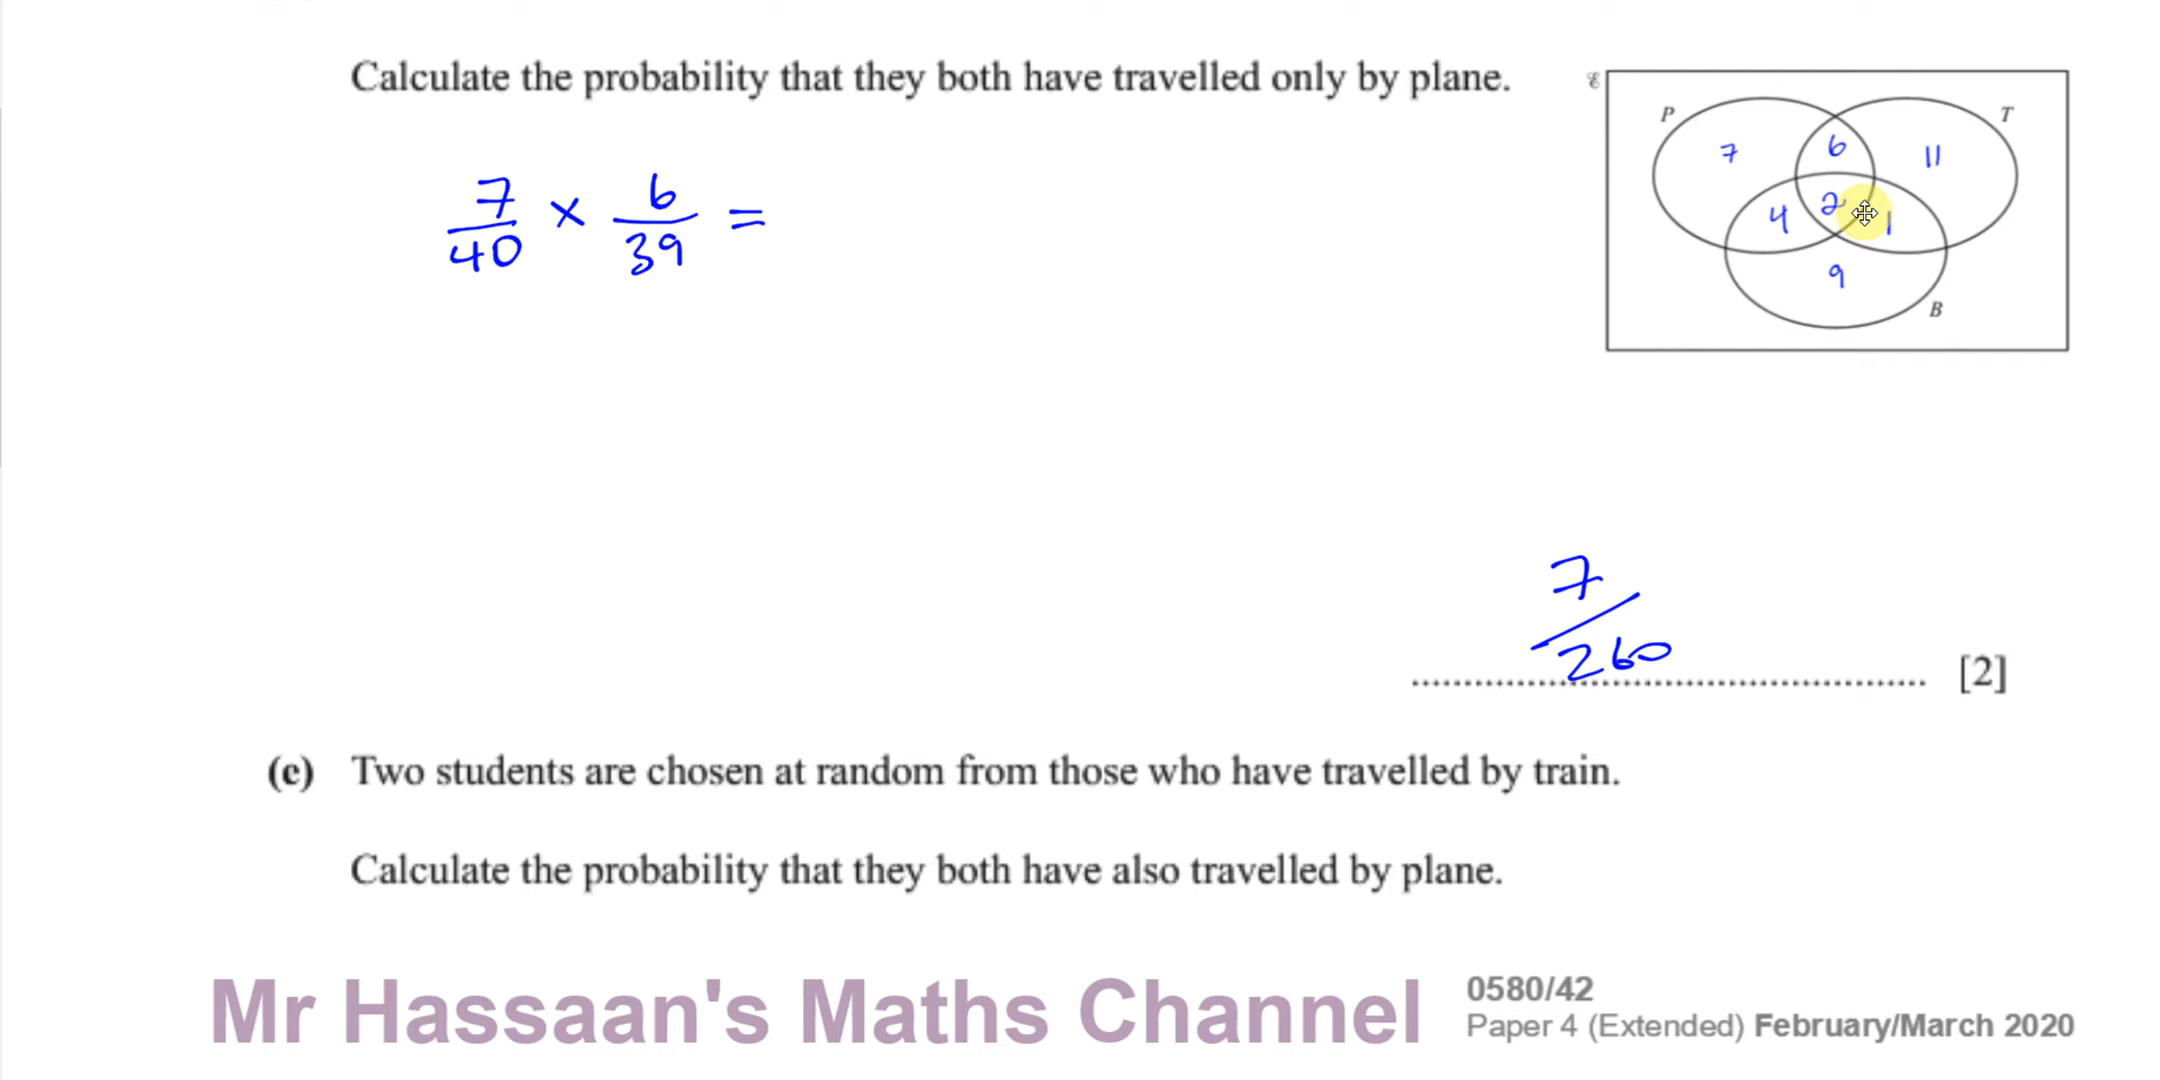 Calculate the probability that they both have travelled only by plane.
ℰ
P
T
7
6
11
4
2
1
9
B
7/40 × 6/39 =
7/260
[2]
(c) Two students are chosen at random from those who have travelled by train.
Calculate the probability that they both have also travelled by plane.
Mr Hassaan's Maths Channel
0580/42
Paper 4 (Extended) February/March 2020